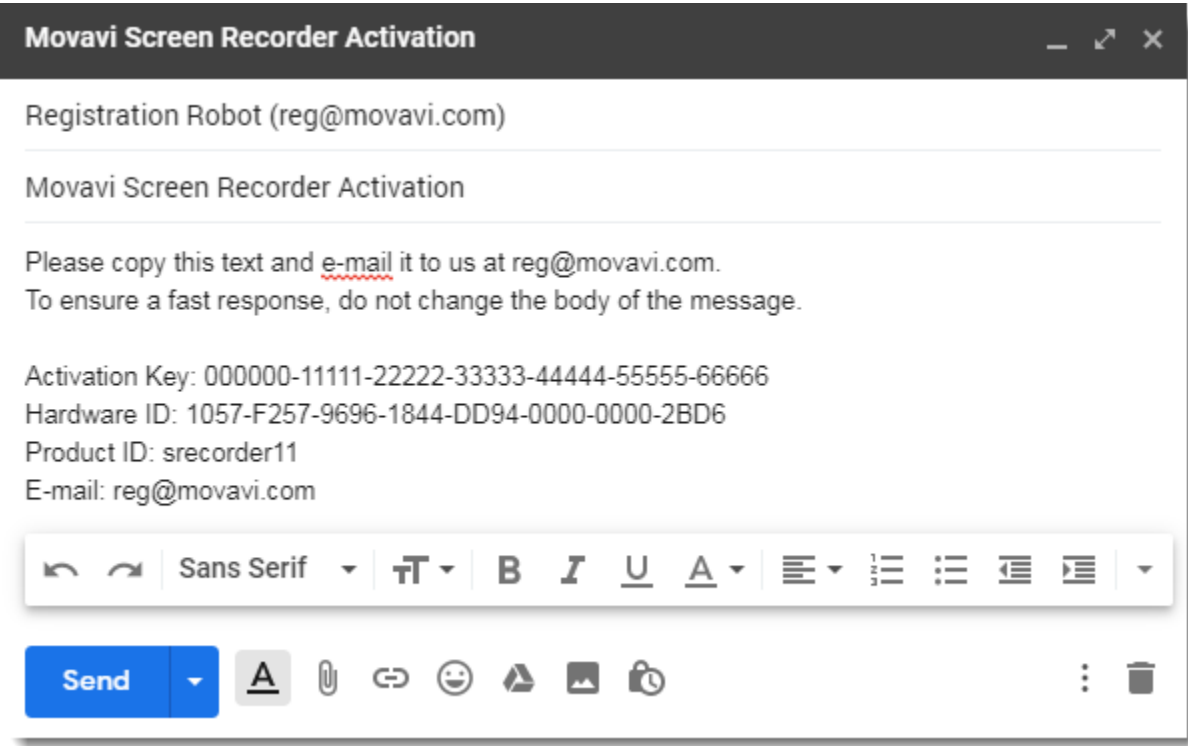 Movavi Screen Recorder Activation
Registration Robot (reg@movavi.com)
Movavi Screen Recorder Activation
Please copy this text and e-mail it to us at reg@movavi.com.
To ensure a fast response, do not change the body of the message.
Activation Key: 000000-11111-22222-33333-44444-55555-66666
Hardware ID: 1057-F257-9696-1844-DD94-0000-0000-2BD6
Product ID: srecorder11
E-mail: reg@movavi.com
Sans Serif
Send